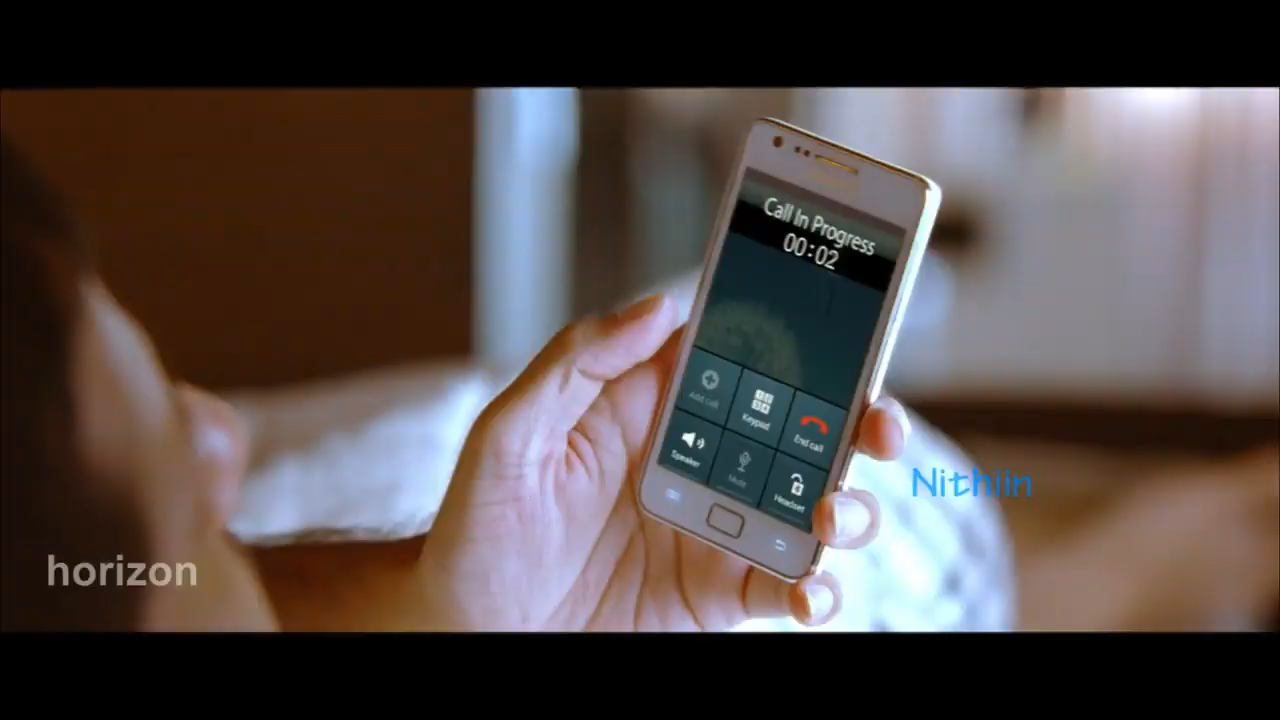 Call In Progress
00:02
Add call
Keypad
End call
Speaker
Mute
Headset
Nithiin
horizon